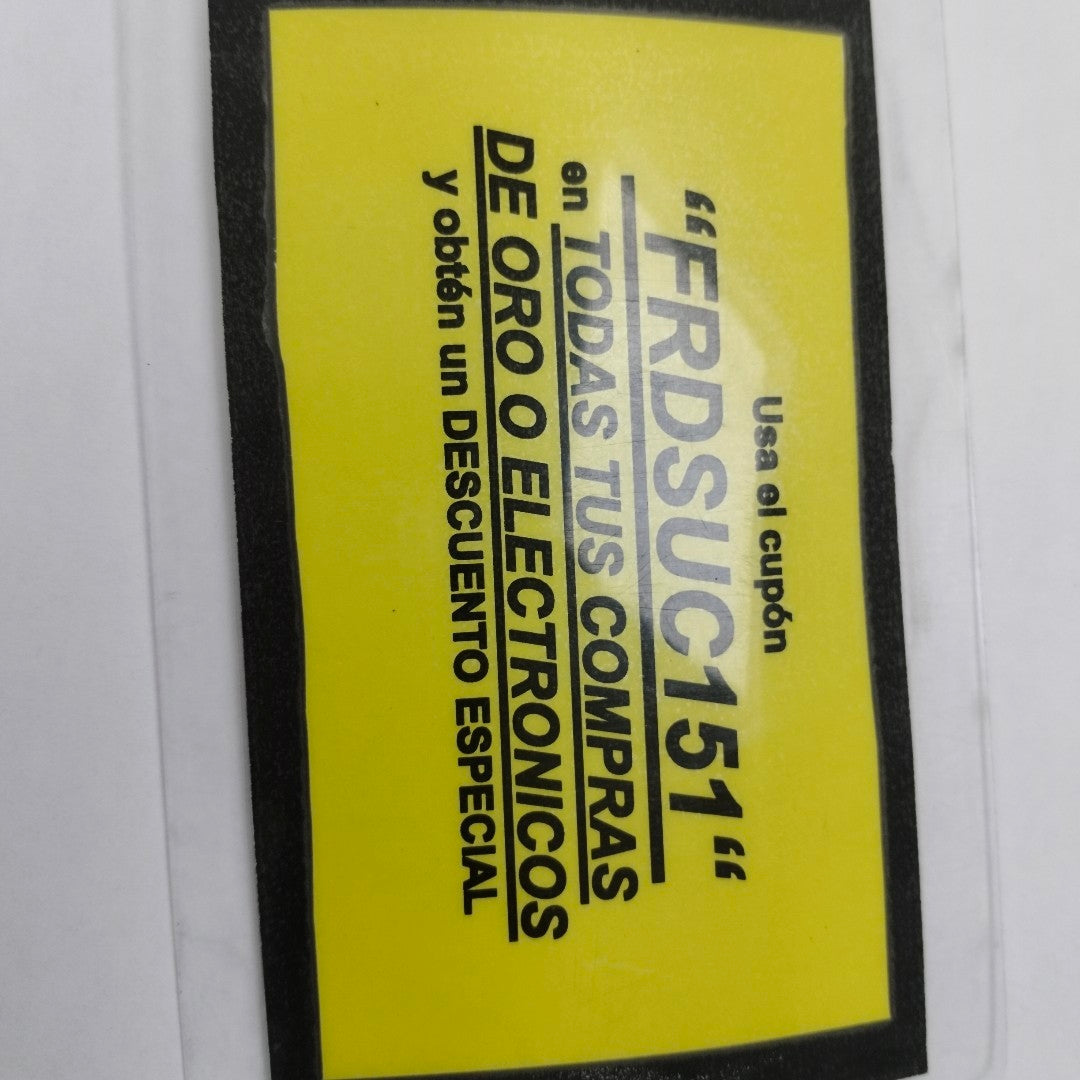 Usa el cupón
“FRDSUC151“
en TODAS TUS COMPRAS
DE ORO O ELECTRONICOS
y obtén un DESCUENTO ESPECIAL